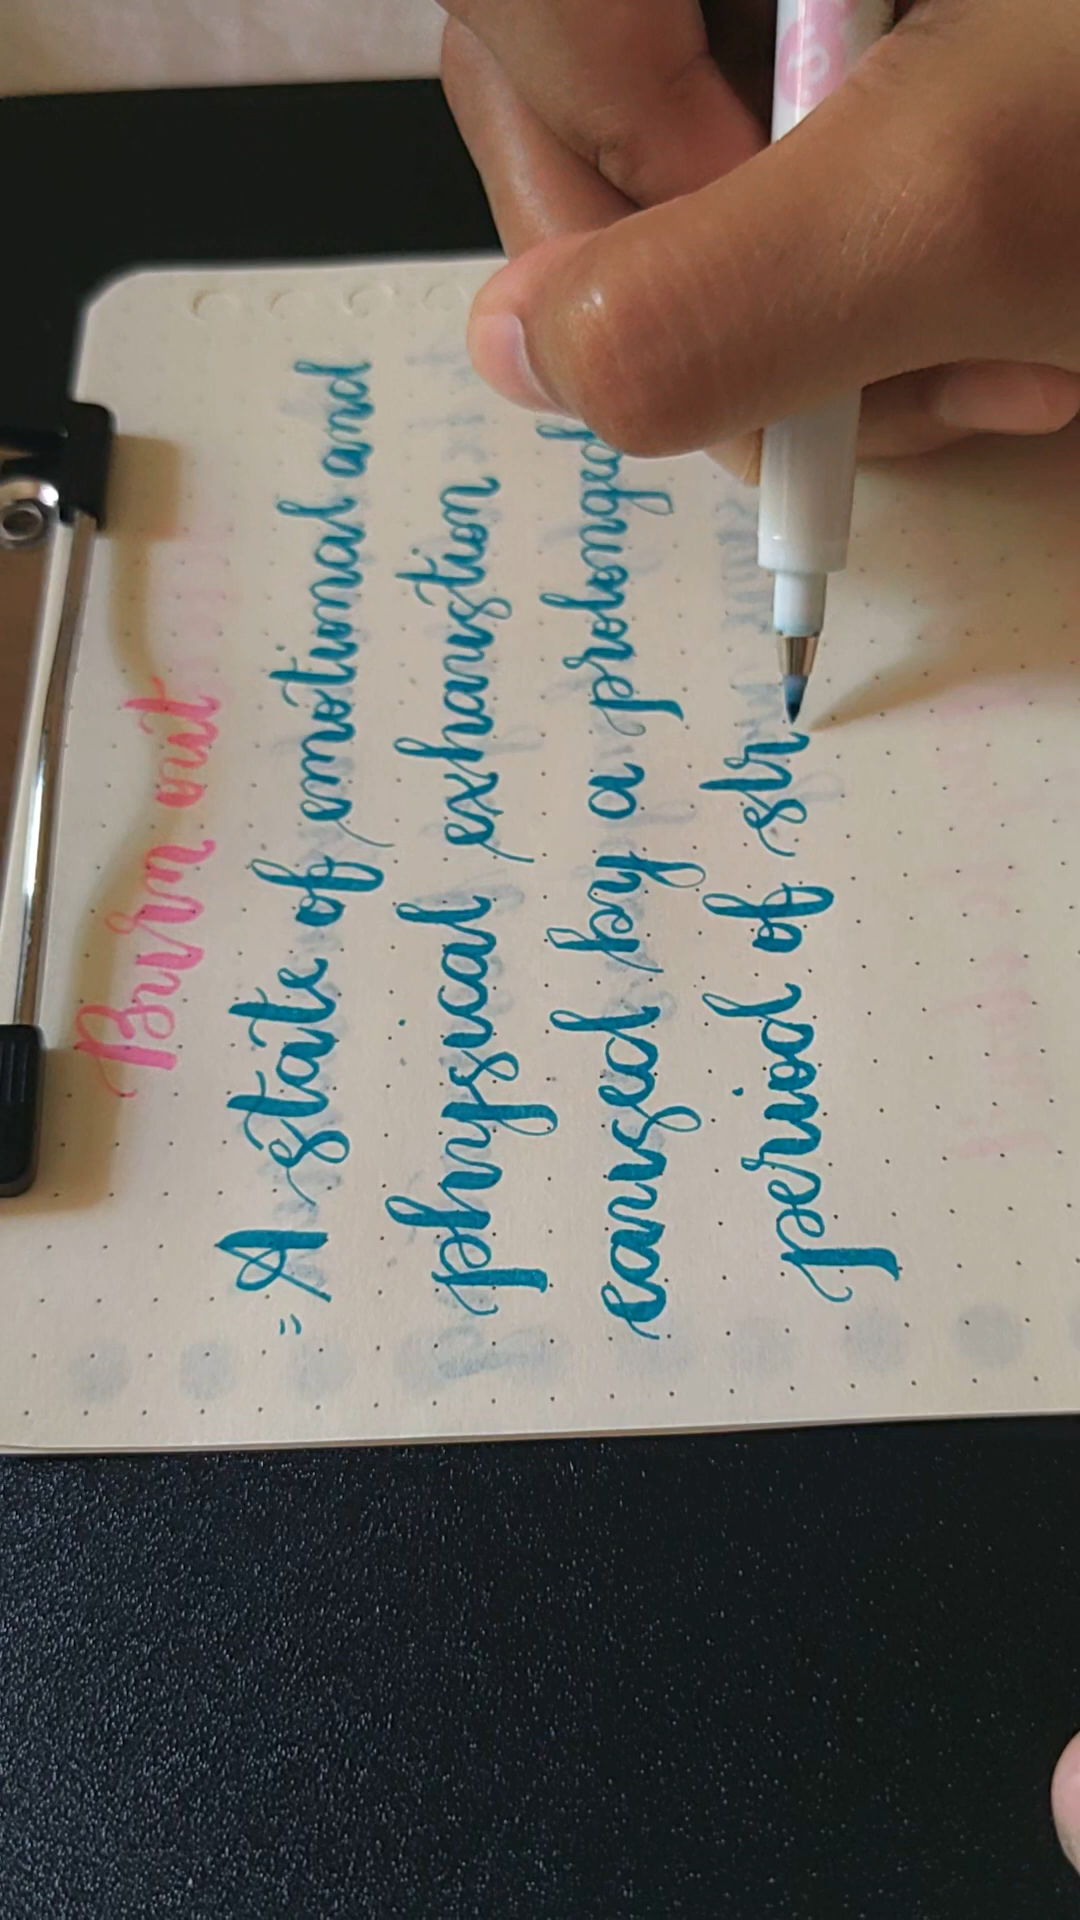 Burn out
= A state of emotional and
physical exhaustion
caused by a prolonged
period of str